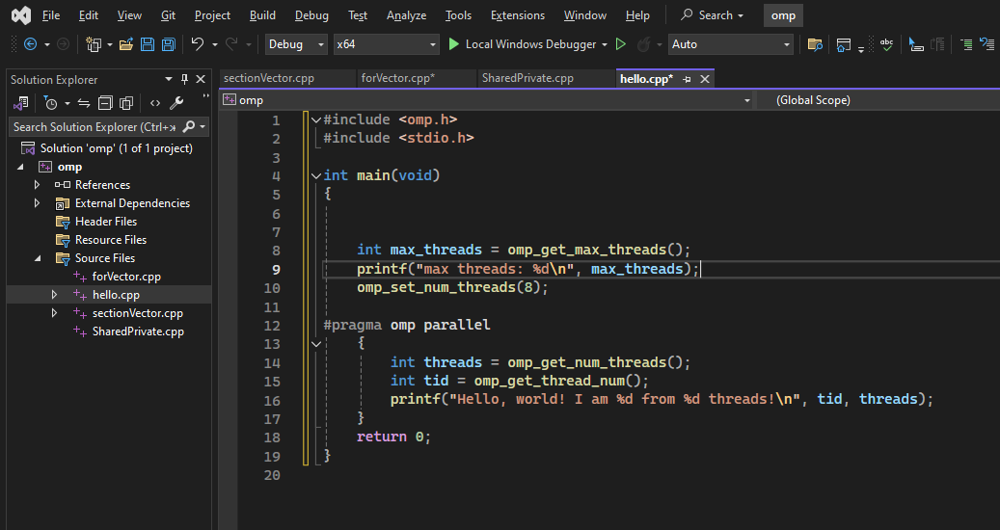 File Edit View Git Project Build Debug Test Analyze Tools Extensions Window Help Search omp
Debug x64 Local Windows Debugger Auto
Solution Explorer
Search Solution Explorer (Ctrl+
Solution 'omp' (1 of 1 project)
omp
References
External Dependencies
Header Files
Resource Files
Source Files
forVector.cpp
hello.cpp
sectionVector.cpp
SharedPrivate.cpp
sectionVector.cpp forVector.cpp* SharedPrivate.cpp hello.cpp*
omp (Global Scope)
1 #include <omp.h>
2 #include <stdio.h>
3
4 int main(void)
5 {
6
7
8 int max_threads = omp_get_max_threads();
9 printf("max threads: %d\n", max_threads);
10 omp_set_num_threads(8);
11
12 #pragma omp parallel
13 {
14 int threads = omp_get_num_threads();
15 int tid = omp_get_thread_num();
16 printf("Hello, world! I am %d from %d threads!\n", tid, threads);
17 }
18 return 0;
19 }
20